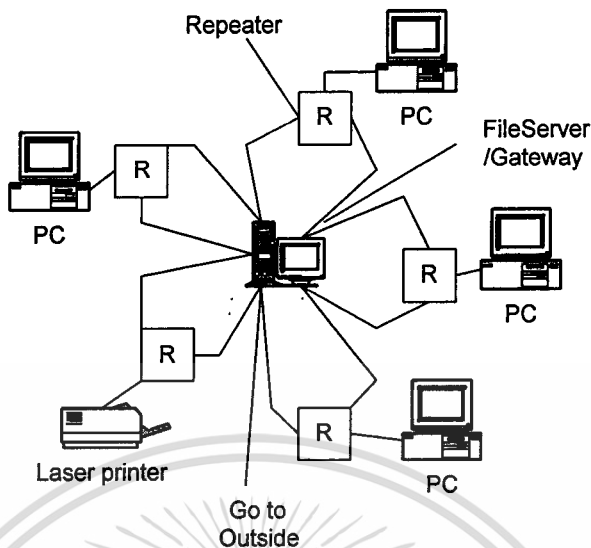 Repeater
R
PC
FileServer
/Gateway
R
PC
R
PC
R
Laser printer
R
PC
Go to
Outside